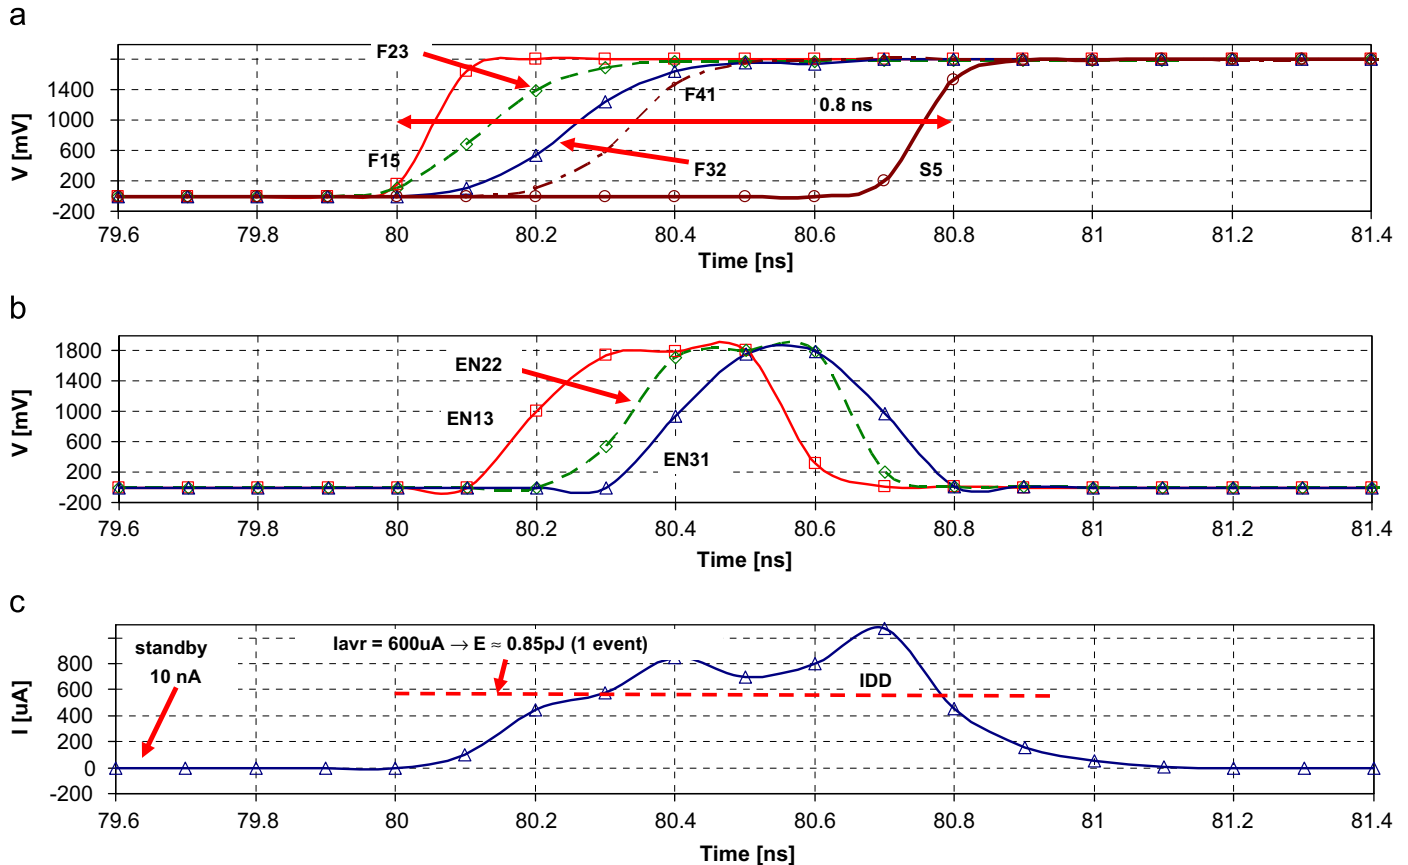 a
F23
1400
1000
600
200
-200
V [mV]
F15
F41
0.8 ns
F32
S5
79.6 79.8 80 80.2 80.4 80.6 80.8 81 81.2 81.4
Time [ns]
b
1800
1400
1000
600
200
-200
V [mV]
EN22
EN13
EN31
79.6 79.8 80 80.2 80.4 80.6 80.8 81 81.2 81.4
Time [ns]
c
standby
10 nA
Iavr = 600uA → E ≈ 0.85pJ (1 event)
800
600
400
200
0
-200
I [uA]
IDD
79.6 79.8 80 80.2 80.4 80.6 80.8 81 81.2 81.4
Time [ns]